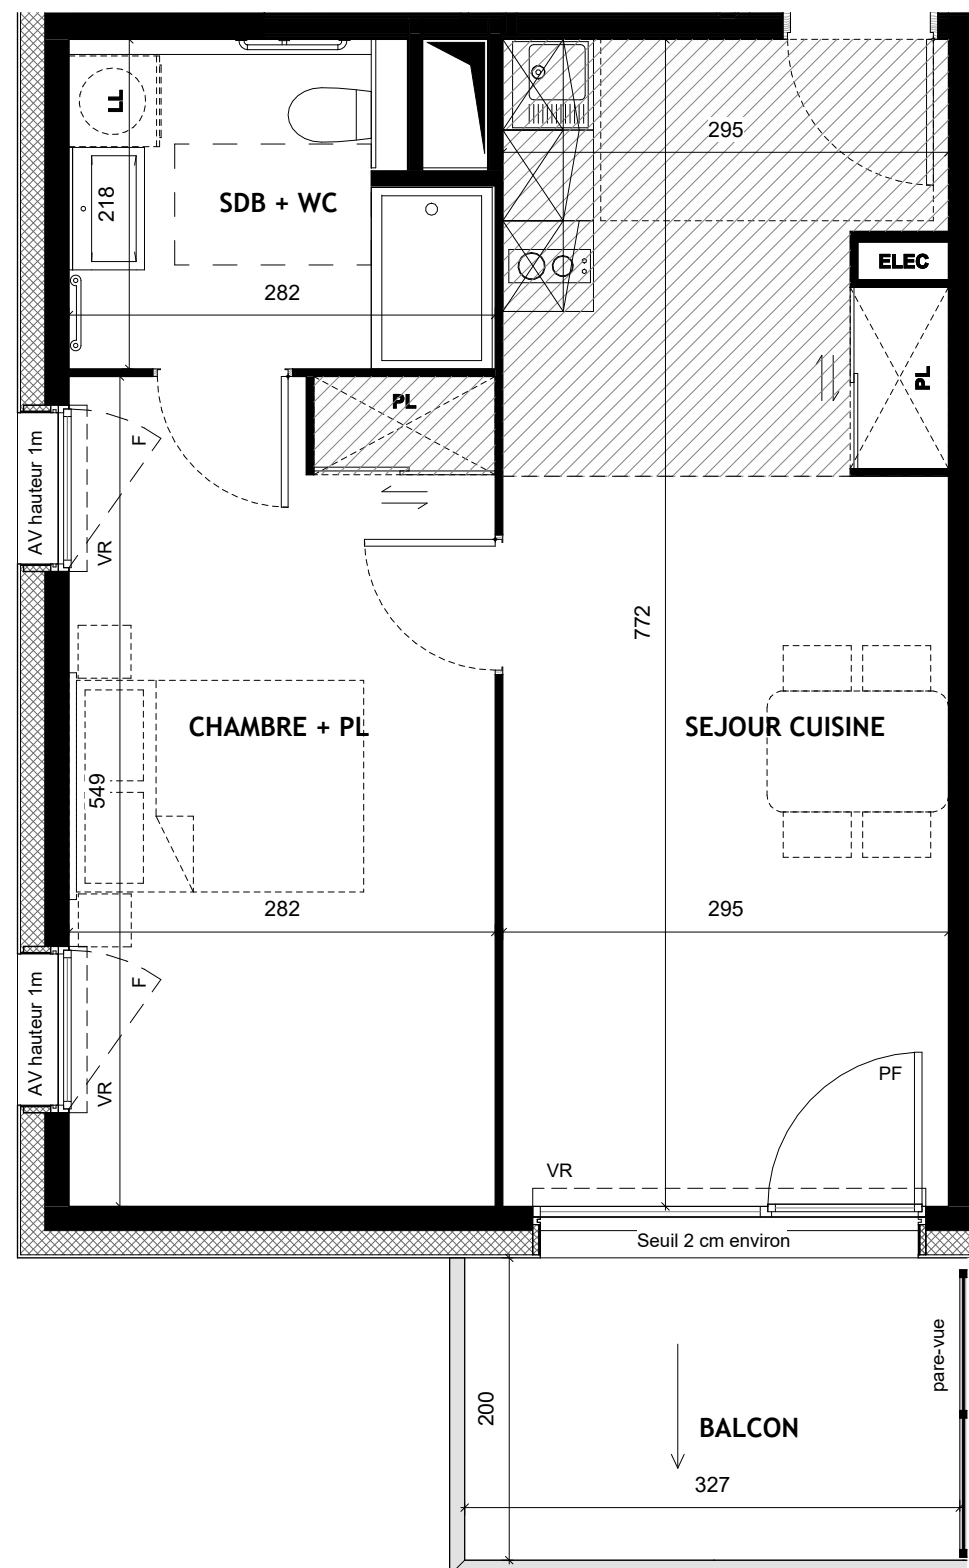 LL
295
218
SDB + WC
ELEC
282
PL
PL
F
AV hauteur 1m
VR
772
CHAMBRE + PL
SEJOUR CUISINE
549
282
295
F
AV hauteur 1m
VR
PF
VR
Seuil 2 cm environ
pare-vue
200
BALCON
327